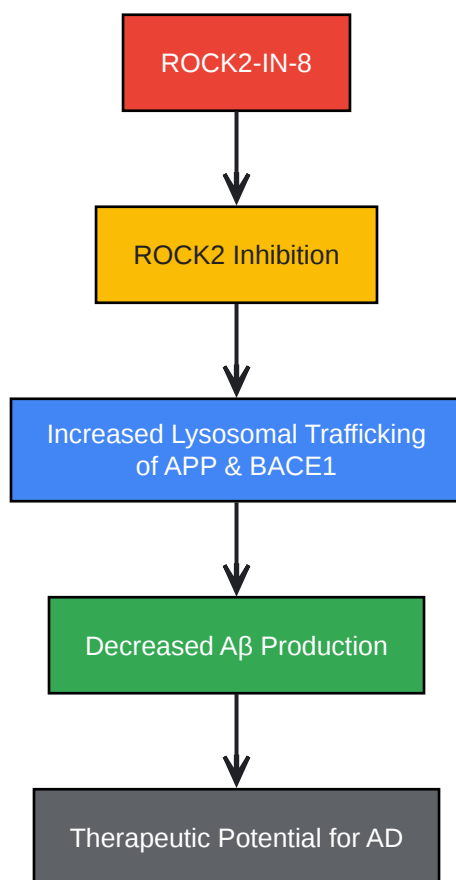 ROCK2-IN-8
ROCK2 Inhibition
Increased Lysosomal Trafficking
of APP & BACE1
Decreased Aβ Production
Therapeutic Potential for AD